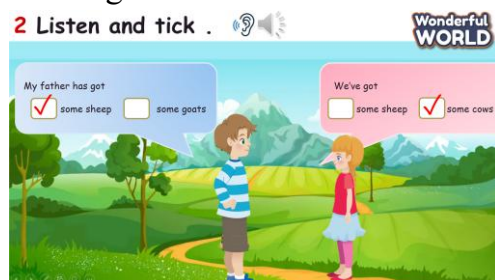 2 Listen and tick .
Wonderful
WORLD
My father has got
some sheep some goats
We've got
some sheep some cows